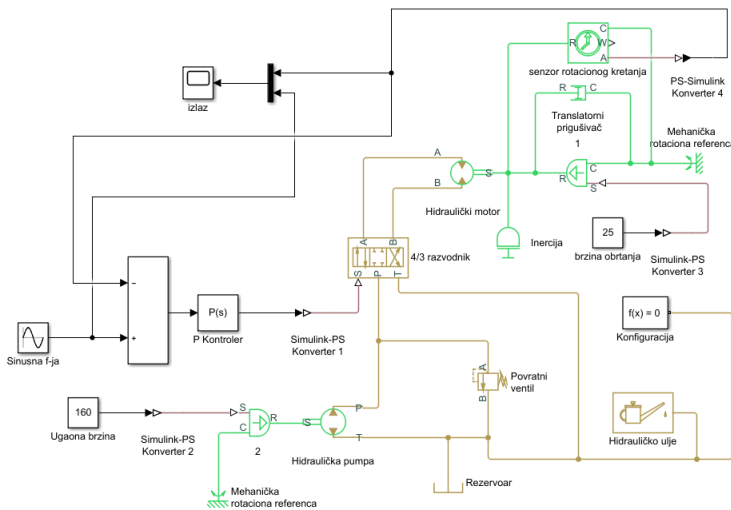 C
R
W
A
senzor rotacionog kretanja
PS-Simulink
Konverter 4
izlaz
R
C
Translatorni
prigušivač
1
Mehanička
rotaciona referenca
A
B
S
R
C
S
Hidraulički motor
Inercija
25
brzina obrtanja
Simulink-PS
Konverter 3
A
B
S
P
T
4/3 razvodnik
−
+
P(s)
P Kontroler
Simulink-PS
Konverter 1
Sinusna f-ja
f(x) = 0
Konfiguracija
A
B
Povratni
ventil
160
Ugaona brzina
Simulink-PS
Konverter 2
S
C
R
2
S
P
T
Hidraulička pumpa
Hidrauličko ulje
Mehanička
rotaciona referenca
Rezervoar